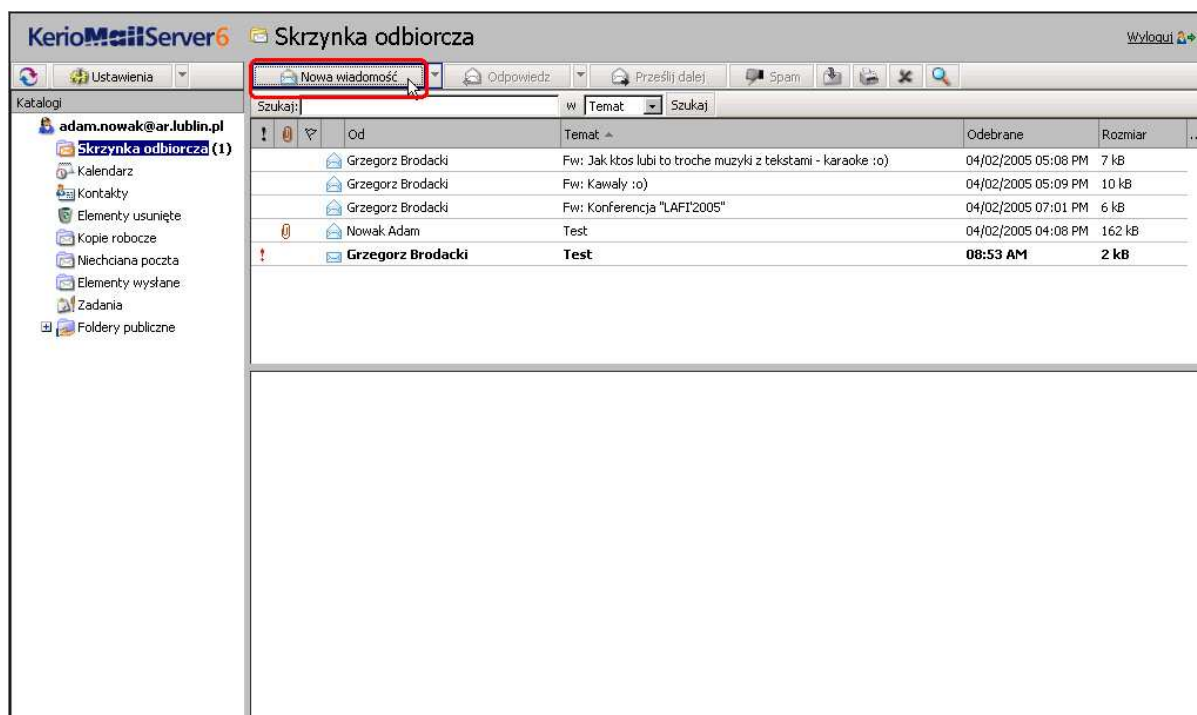 KerioMailServer6 Skrzynka odbiorcza Wyloguj
Ustawienia Nowa wiadomość Odpowiedz Prześlij dalej Spam
Katalogi Szukaj: w Temat Szukaj
! Od Temat Odebrane Rozmiar ...
adam.nowak@ar.lublin.pl
Skrzynka odbiorcza (1)
Kalendarz
Kontakty
Elementy usunięte
Kopie robocze
Niechciana poczta
Elementy wysłane
Zadania
Foldery publiczne
Grzegorz Brodacki Fw: Jak ktos lubi to troche muzyki z tekstami - karaoke :o) 04/02/2005 05:08 PM 7 kB
Grzegorz Brodacki Fw: Kawaly :o) 04/02/2005 05:09 PM 10 kB
Grzegorz Brodacki Fw: Konferencja "LAFI'2005" 04/02/2005 07:01 PM 6 kB
Nowak Adam Test 04/02/2005 04:08 PM 162 kB
! Grzegorz Brodacki Test 08:53 AM 2 kB